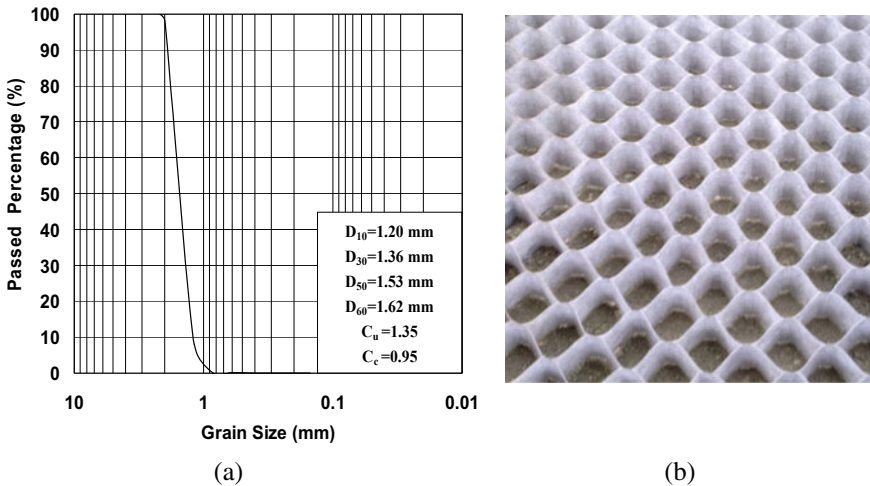 100
90
80
70
60
50
40
30
20
10
0
Passed Percentage (%)
D10=1.20 mm
D30=1.36 mm
D50=1.53 mm
D60=1.62 mm
Cu=1.35
Cc=0.95
10 1 0.1 0.01
Grain Size (mm)
(a) (b)